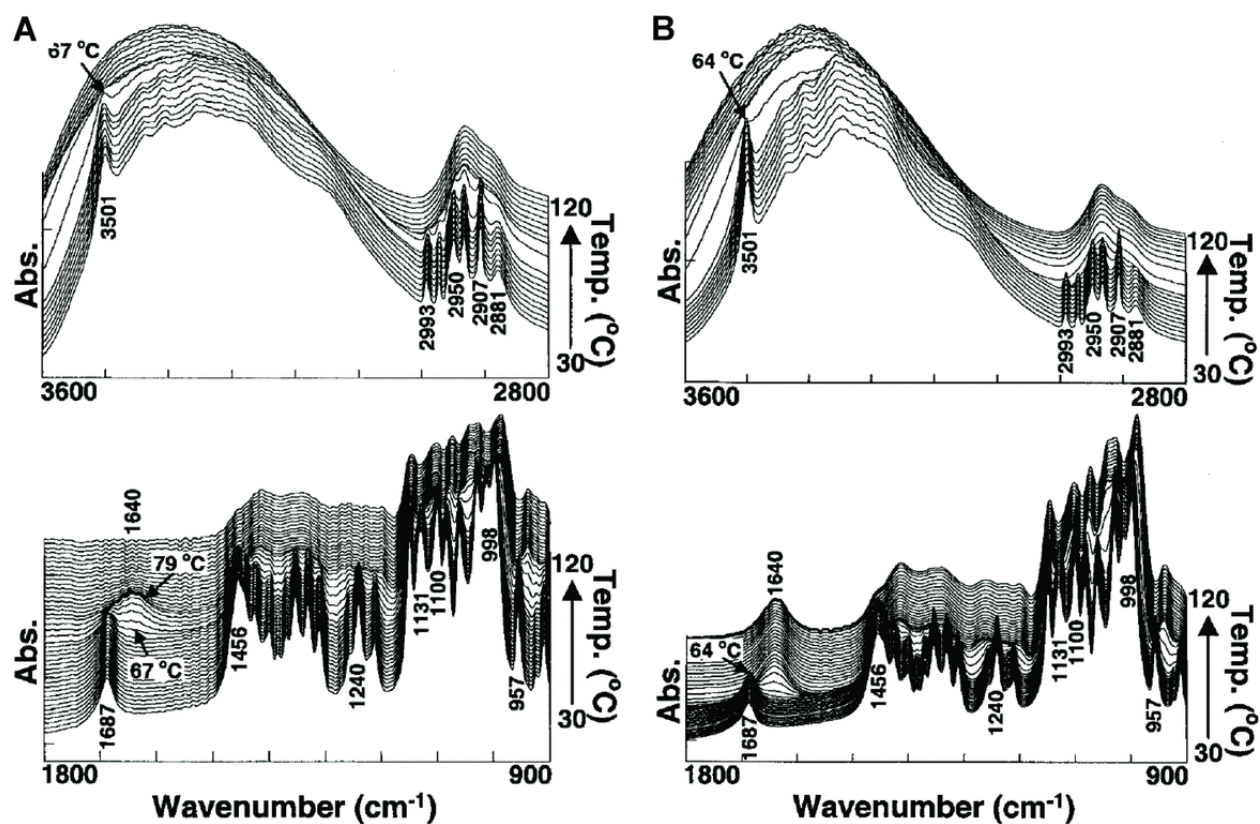 A
67 °C
3501
2993
2950
2907
2881
Abs.
120
30
Temp. (°C)
3600
2800
B
64 °C
3501
2993
2950
2907
2881
Abs.
120
30
Temp. (°C)
3600
2800
1640
79 °C
67 °C
1687
1456
1240
1131
1100
998
957
Abs.
120
30
Temp. (°C)
1800
900
Wavenumber (cm-1)
1640
64 °C
1687
1456
1240
1131
1100
998
957
Abs.
120
30
Temp. (°C)
1800
900
Wavenumber (cm-1)